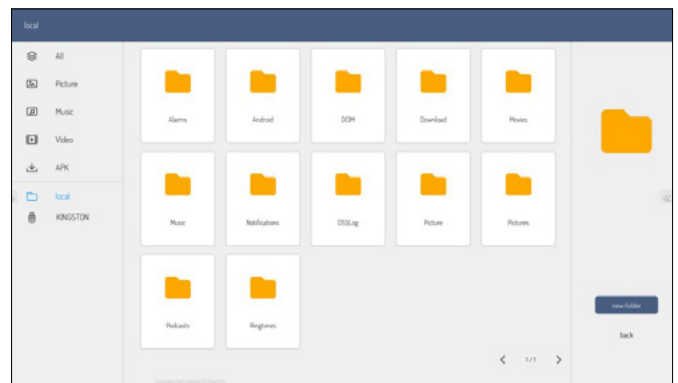 local
All
Picture
Music
Video
APK
local
KINGSTON
Alarms
Android
DCIM
Download
Movies
Music
Notifications
OSSLog
Picture
Pictures
Podcasts
Ringtones
1/1
new folder
back